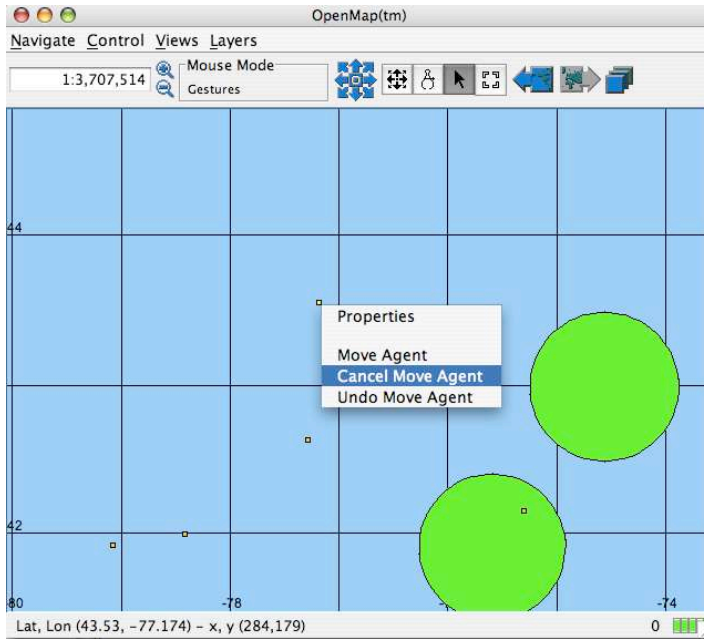 OpenMap(tm)
Navigate Control Views Layers
1:3,707,514
Mouse Mode
Gestures
44
Properties
Move Agent
Cancel Move Agent
Undo Move Agent
42
-78
-74
Lat, Lon (43.53, -77.174) - x, y (284,179)
0